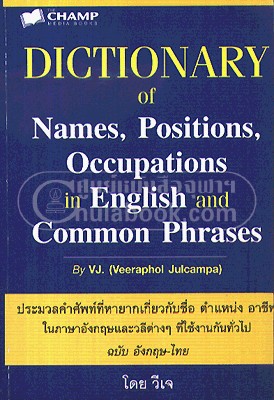 THE
CHAMP
MEDIA BOOKS
DICTIONARY
of
Names, Positions,
Occupations
in English and
Common Phrases
By VJ. (Veeraphol Julcampa)
ประมวลคำศัพท์ที่หายากเกี่ยวกับชื่อ ตำแหน่ง อาชีพ
ในภาษาอังกฤษและวลีต่างๆ ที่ใช้งานกันทั่วไป
ฉบับ อังกฤษ-ไทย
โดย วีเจ